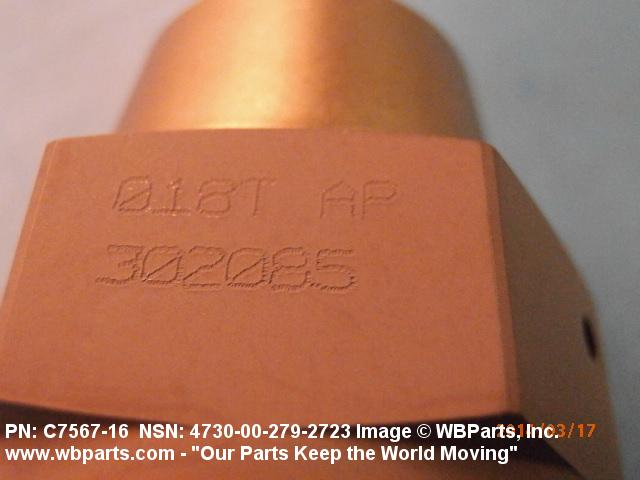 018T AP
302085
PN: C7567-16 NSN: 4730-00-279-2723 Image © WBParts, Inc.
www.wbparts.com - "Our Parts Keep the World Moving"